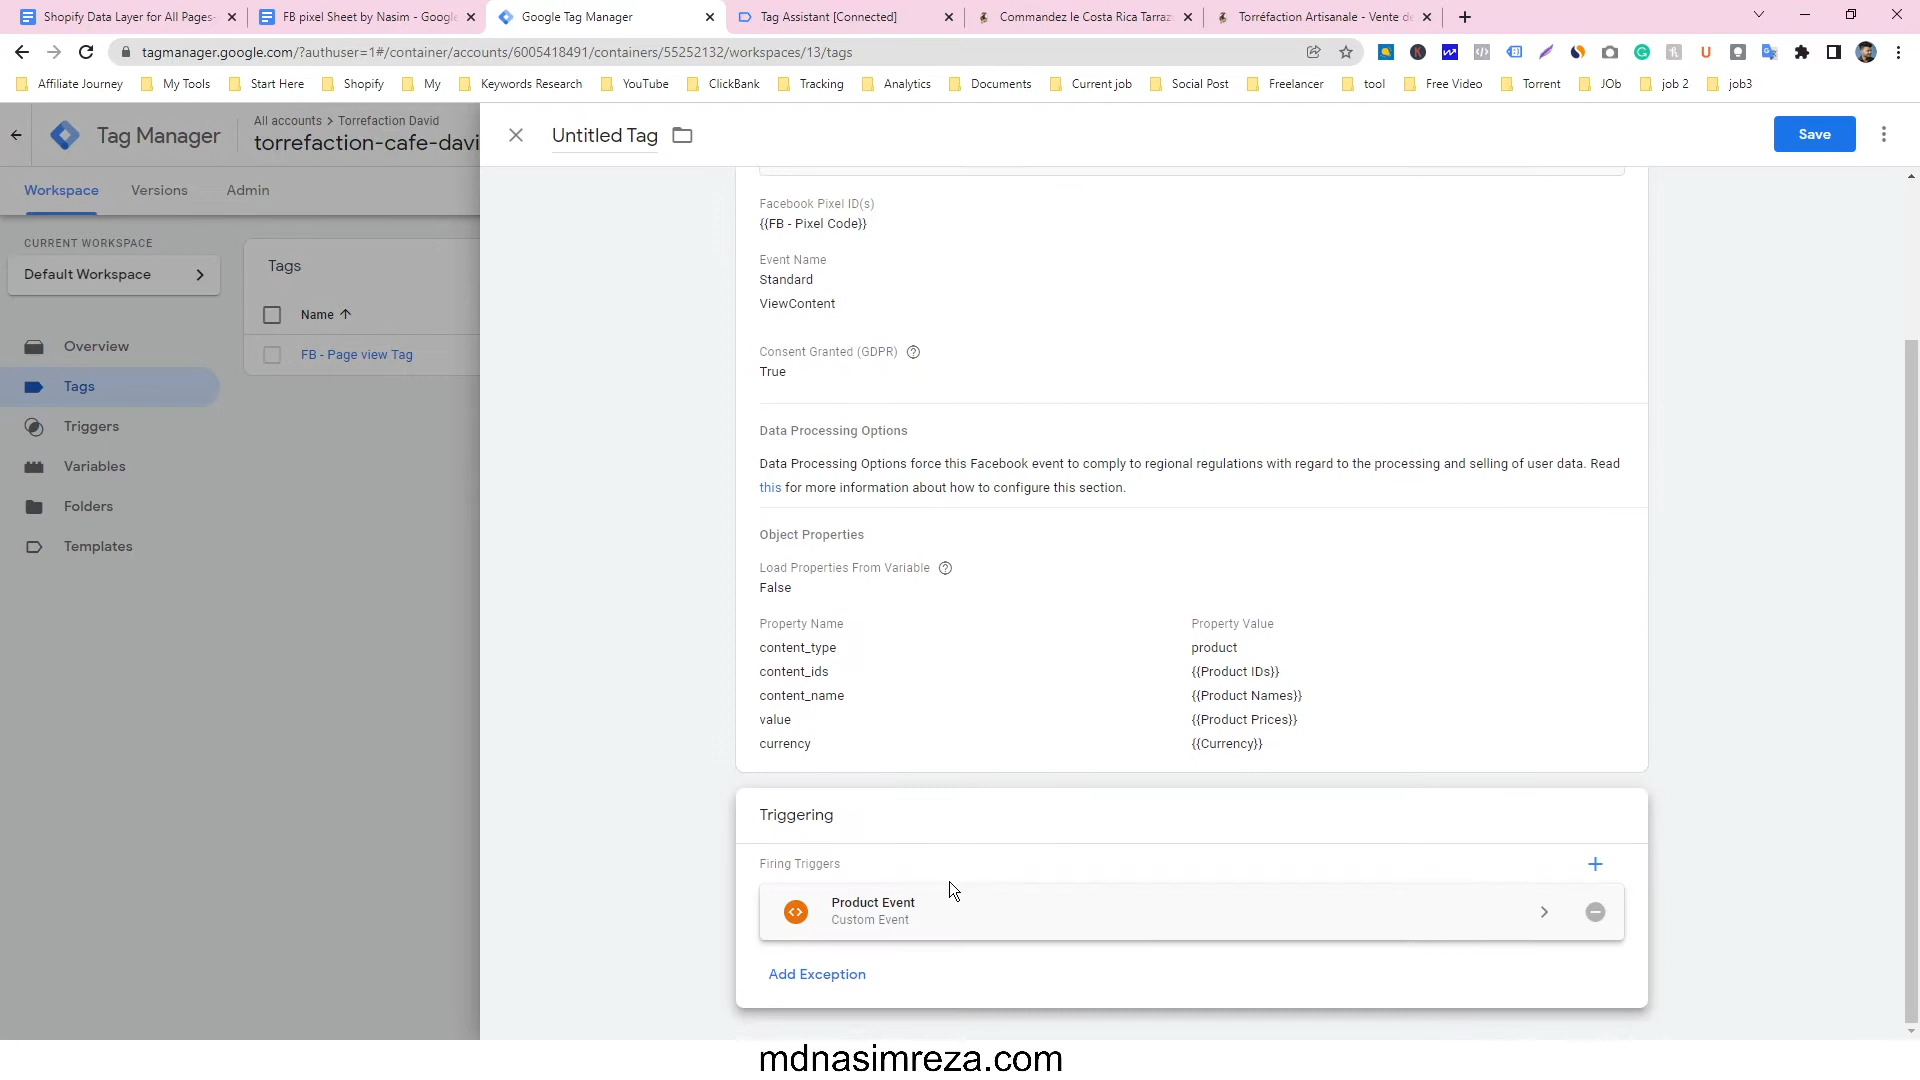 Shopify Data Layer for All Pages-
FB pixel Sheet by Nasim - Google
Google Tag Manager
Tag Assistant [Connected]
Commandez le Costa Rica Tarraz
Torréfaction Artisanale - Vente de
tagmanager.google.com/?authuser=1#/container/accounts/6005418491/containers/55252132/workspaces/13/tags
Affiliate Journey
My Tools
Start Here
Shopify
My
Keywords Research
YouTube
ClickBank
Tracking
Analytics
Documents
Current job
Social Post
Freelancer
tool
Free Video
Torrent
JOb
job 2
job3
Tag Manager
All accounts > Torrefaction David
torrefaction-cafe-davi
Untitled Tag
Save
Workspace
Versions
Admin
CURRENT WORKSPACE
Default Workspace
Overview
Tags
Triggers
Variables
Folders
Templates
Tags
Name
FB - Page view Tag
Facebook Pixel ID(s)
{{FB - Pixel Code}}
Event Name
Standard
ViewContent
Consent Granted (GDPR)
True
Data Processing Options
Data Processing Options force this Facebook event to comply to regional regulations with regard to the processing and selling of user data. Read
this for more information about how to configure this section.
Object Properties
Load Properties From Variable
False
Property Name Property Value
content_type product
content_ids {{Product IDs}}
content_name {{Product Names}}
value {{Product Prices}}
currency {{Currency}}
Triggering
Firing Triggers
Product Event
Custom Event
Add Exception
mdnasimreza.com